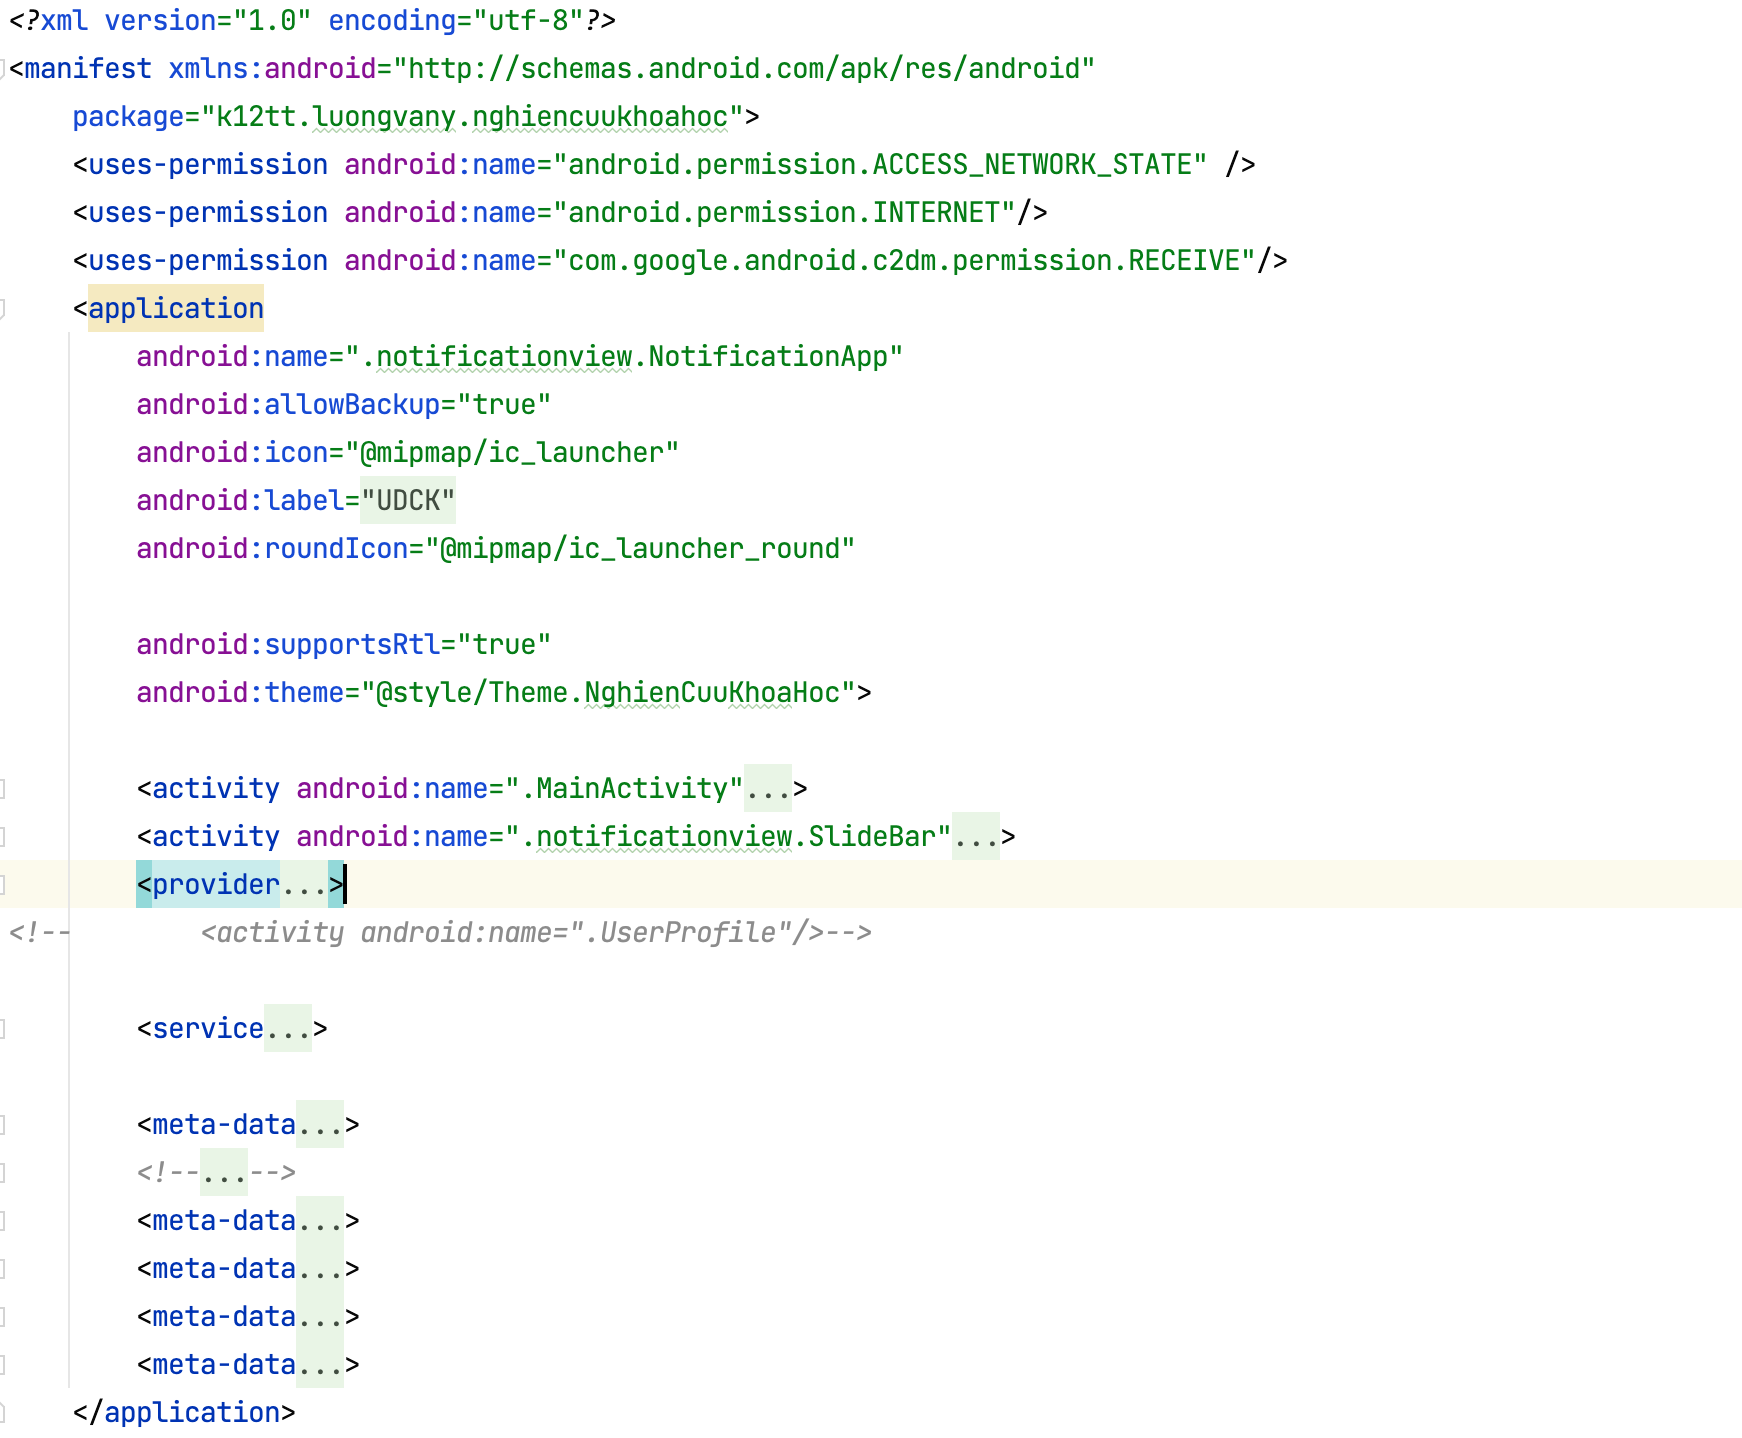 <?xml version="1.0" encoding="utf-8"?>
<manifest xmlns:android="http://schemas.android.com/apk/res/android"
package="k12tt.luongvany.nghiencuukhoahoc">
<uses-permission android:name="android.permission.ACCESS_NETWORK_STATE" />
<uses-permission android:name="android.permission.INTERNET"/>
<uses-permission android:name="com.google.android.c2dm.permission.RECEIVE"/>
<application
android:name=".notificationview.NotificationApp"
android:allowBackup="true"
android:icon="@mipmap/ic_launcher"
android:label="UDCK"
android:roundIcon="@mipmap/ic_launcher_round"
android:supportsRtl="true"
android:theme="@style/Theme.NghienCuuKhoaHoc">
<activity android:name=".MainActivity"...>
<activity android:name=".notificationview.SlideBar"...>
<provider...>
<!--        <activity android:name=".UserProfile"/>-->
<service...>
<meta-data...>
<!--...-->
<meta-data...>
<meta-data...>
<meta-data...>
<meta-data...>
</application>